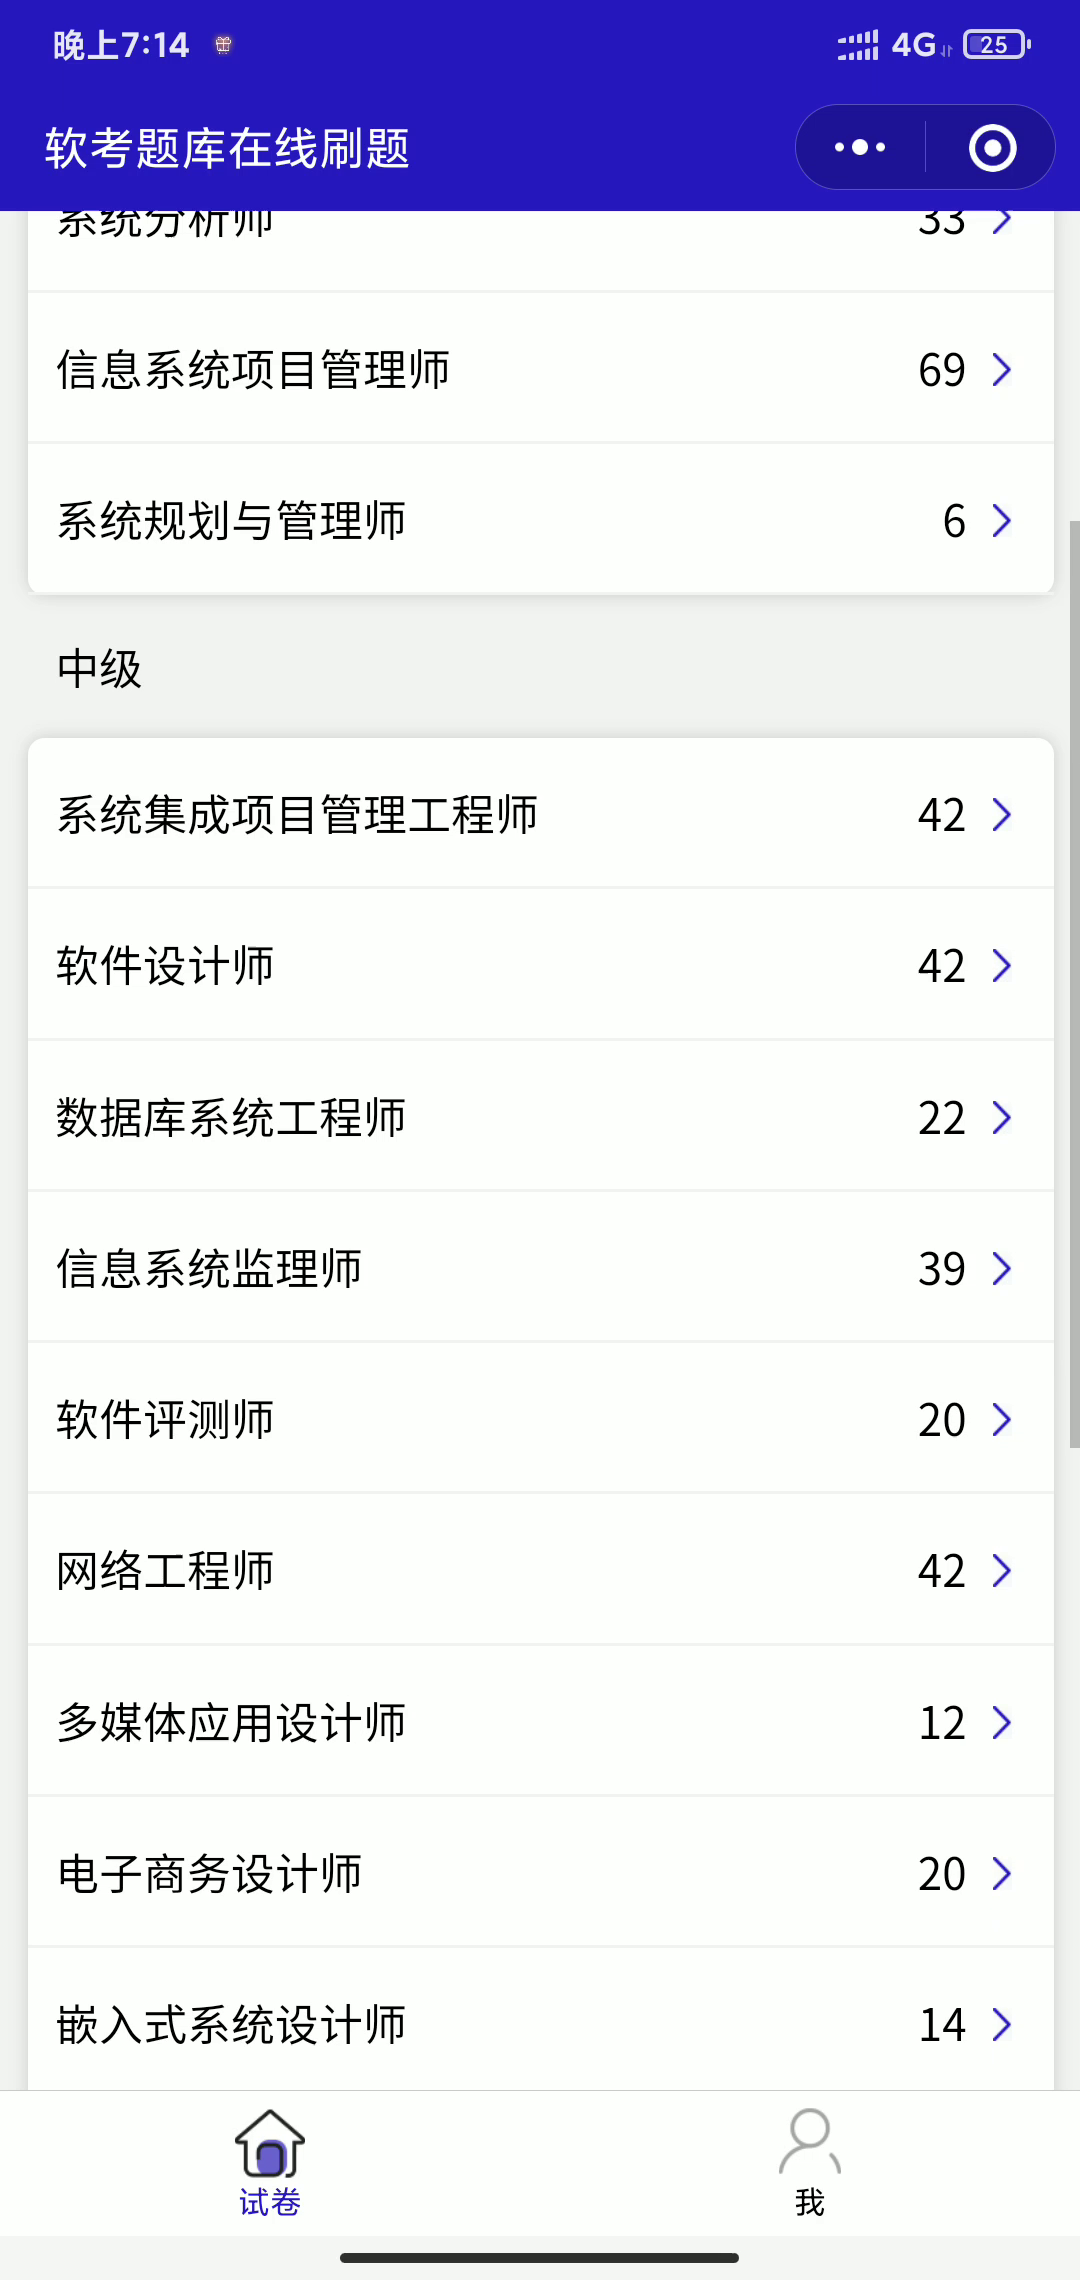 晚上7:14
4G
25
软考题库在线刷题
系统分析师 33
信息系统项目管理师 69
系统规划与管理师 6
中级
系统集成项目管理工程师 42
软件设计师 42
数据库系统工程师 22
信息系统监理师 39
软件评测师 20
网络工程师 42
多媒体应用设计师 12
电子商务设计师 20
嵌入式系统设计师 14
试卷
我